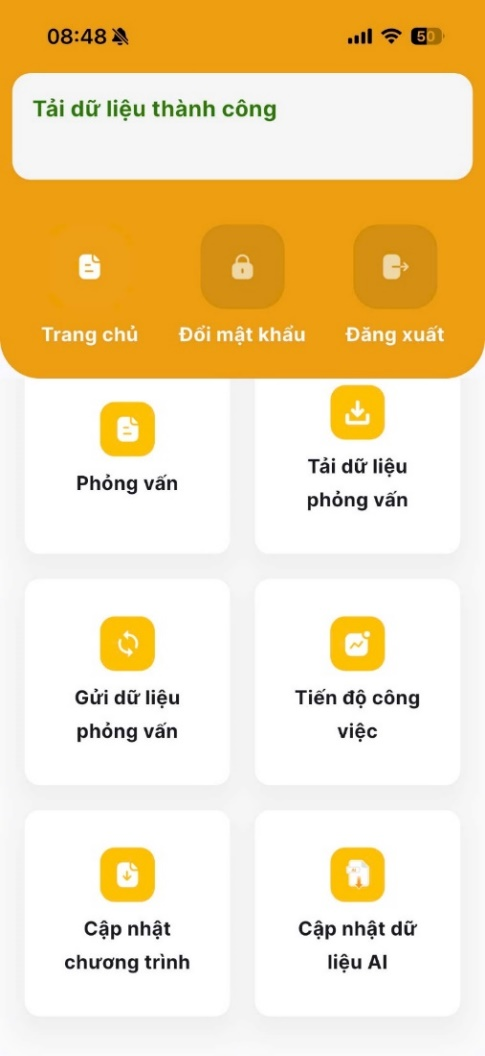 08:48
50
Tải dữ liệu thành công
Trang chủ
Đổi mật khẩu
Đăng xuất
Phỏng vấn
Tải dữ liệu
phỏng vấn
Gửi dữ liệu
phỏng vấn
Tiến độ công
việc
Cập nhật
chương trình
Cập nhật dữ
liệu AI